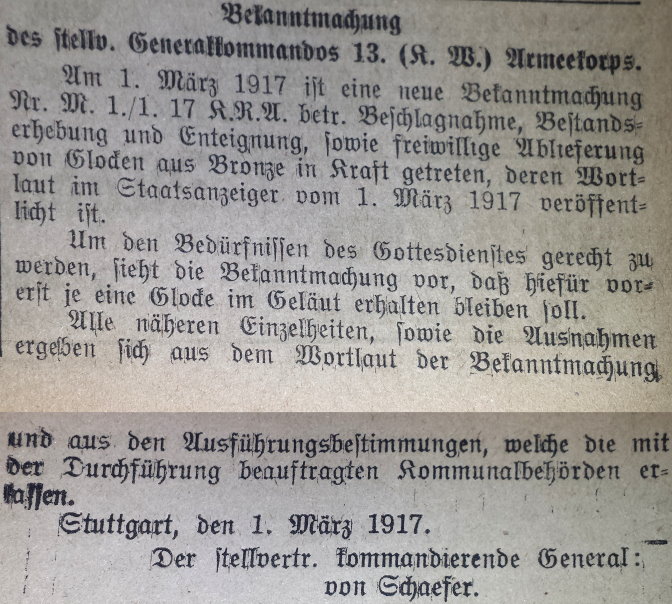 Bekanntmachung
des stellv. Generalkommandos 13. (K. W.) Armeekorps.
Am 1. März 1917 ist eine neue Bekanntmachung
Nr. M. 1./1. 17 K.R.A. betr. Beschlagnahme, Bestands-
erhebung und Enteignung, sowie freiwillige Ablieferung
von Glocken aus Bronze in Kraft getreten, deren Wort-
laut im Staatsanzeiger vom 1. März 1917 veröffent-
licht ist.
Um den Bedürfnissen des Gottesdienstes gerecht zu
werden, sieht die Bekanntmachung vor, daß hiefür vor-
erst je eine Glocke im Geläut erhalten bleiben soll.
Alle näheren Einzelheiten, sowie die Ausnahmen
ergeben sich aus dem Wortlaut der Bekanntmachung
und aus den Ausführungsbestimmungen, welche die mit
der Durchführung beauftragten Kommunalbehörden er-
lassen.
Stuttgart, den 1. März 1917.
Der stellvertr. kommandierende General:
von Schaefer.